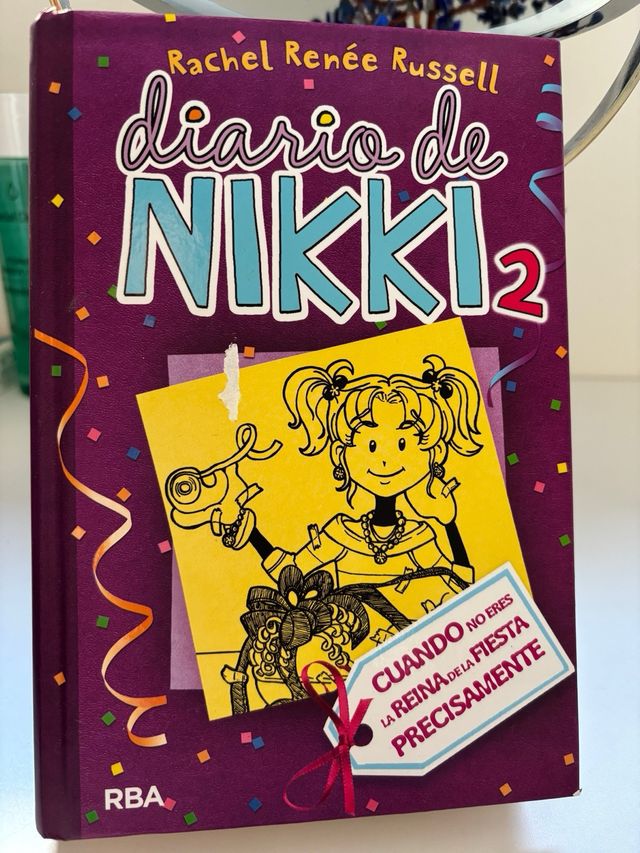 Rachel Renée Russell
diario de
NIKKI 2
CUANDO NO ERES
LA REINA DE LA FIESTA
PRECISAMENTE
RBA